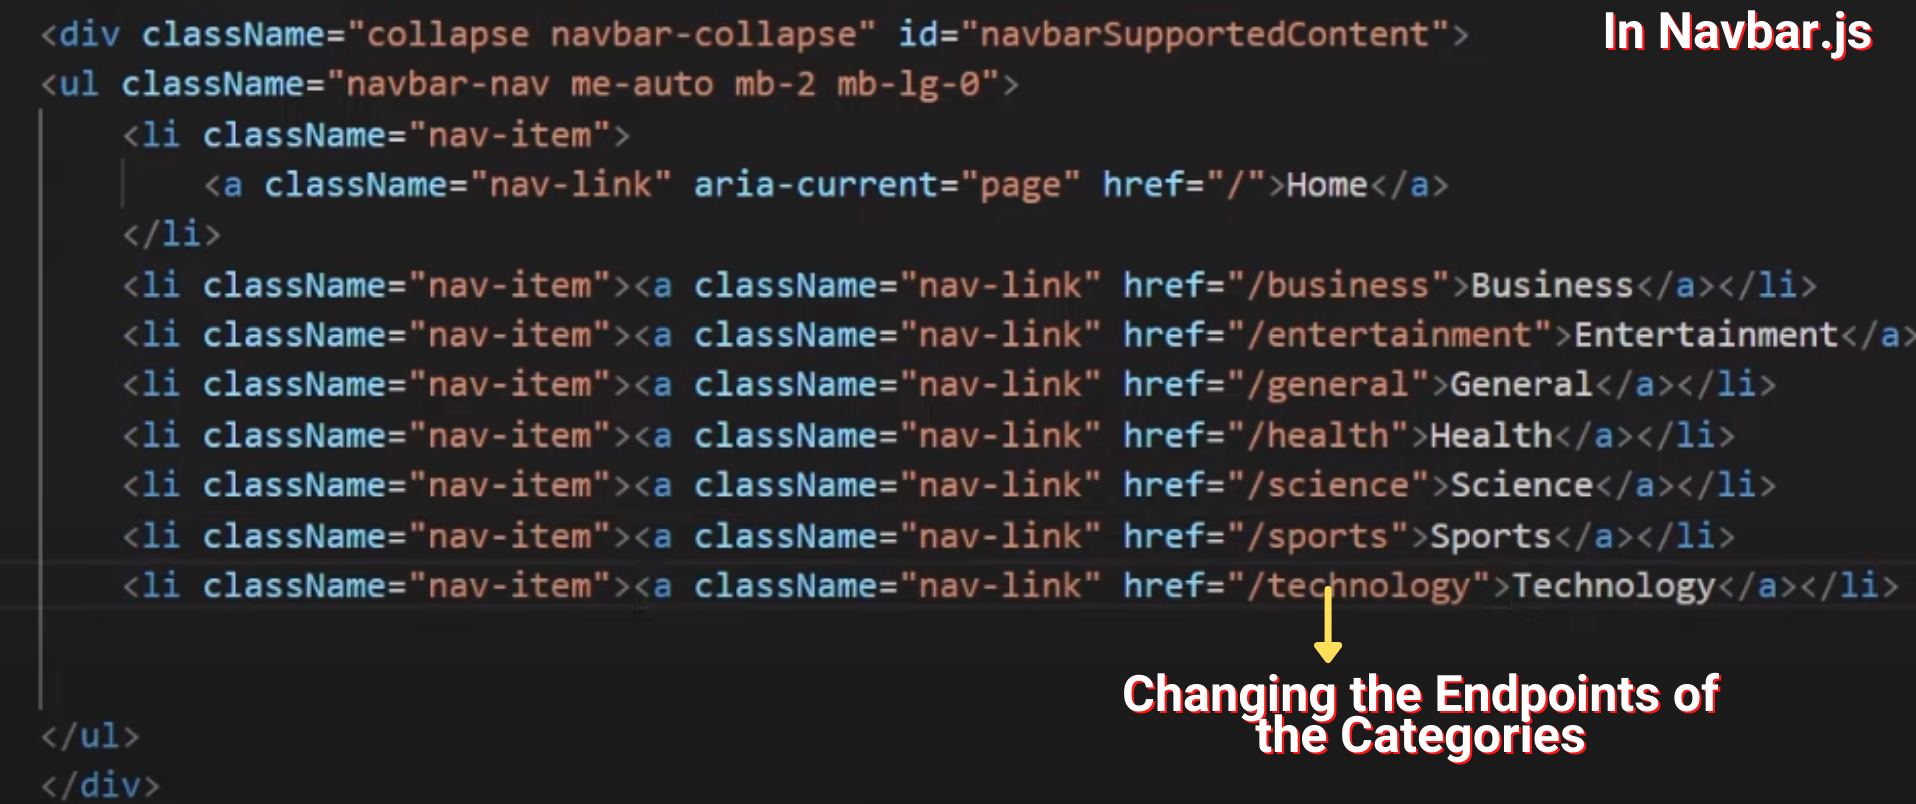 In Navbar.js
<div className="collapse navbar-collapse" id="navbarSupportedContent">
<ul className="navbar-nav me-auto mb-2 mb-lg-0">
<li className="nav-item">
<a className="nav-link" aria-current="page" href="/">Home</a>
</li>
<li className="nav-item"><a className="nav-link" href="/business">Business</a></li>
<li className="nav-item"><a className="nav-link" href="/entertainment">Entertainment</a>
<li className="nav-item"><a className="nav-link" href="/general">General</a></li>
<li className="nav-item"><a className="nav-link" href="/health">Health</a></li>
<li className="nav-item"><a className="nav-link" href="/science">Science</a></li>
<li className="nav-item"><a className="nav-link" href="/sports">Sports</a></li>
<li className="nav-item"><a className="nav-link" href="/technology">Technology</a></li>
Changing the Endpoints of
the Categories
</ul>
</div>